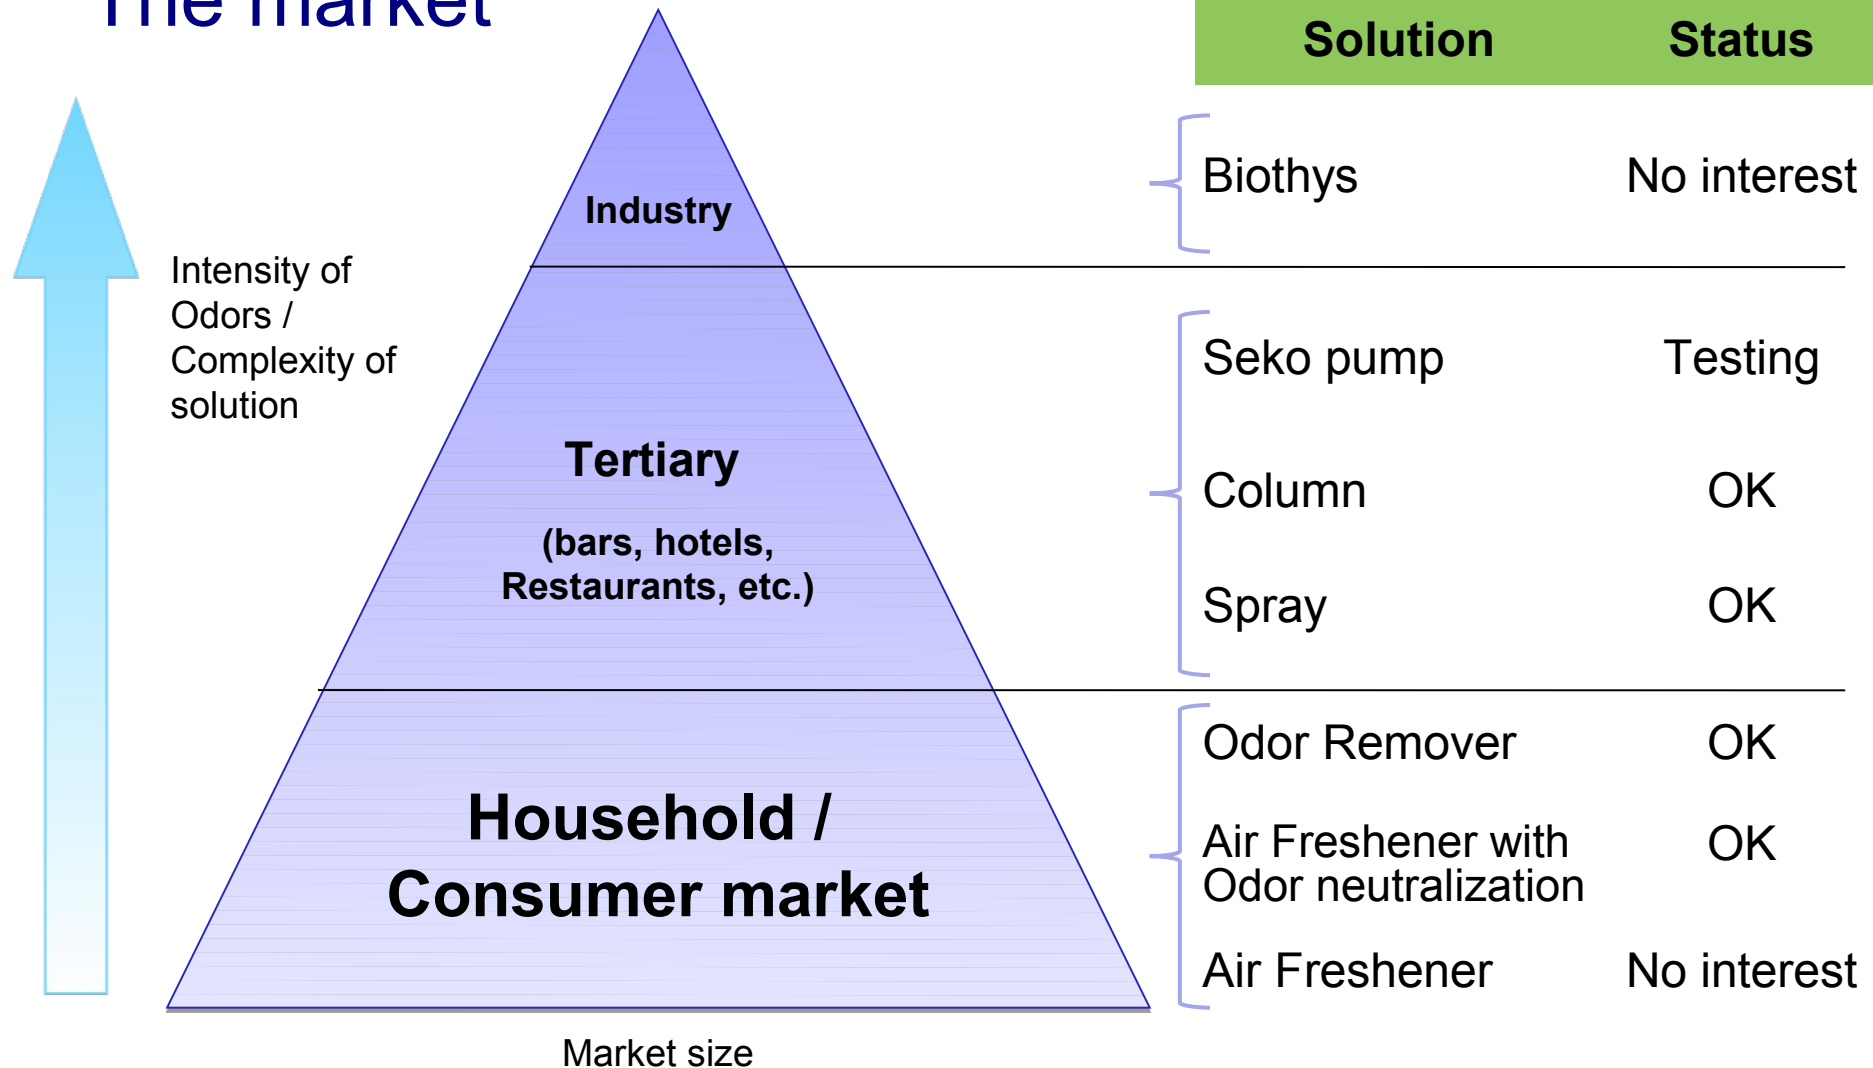 The market
Solution Status
Biothys No interest
Industry
Intensity of
Odors /
Complexity of
solution
Seko pump Testing
Tertiary
(bars, hotels,
Restaurants, etc.)
Column OK
Spray OK
Odor Remover OK
Household /
Consumer market
Air Freshener with OK
Odor neutralization
Air Freshener No interest
Market size